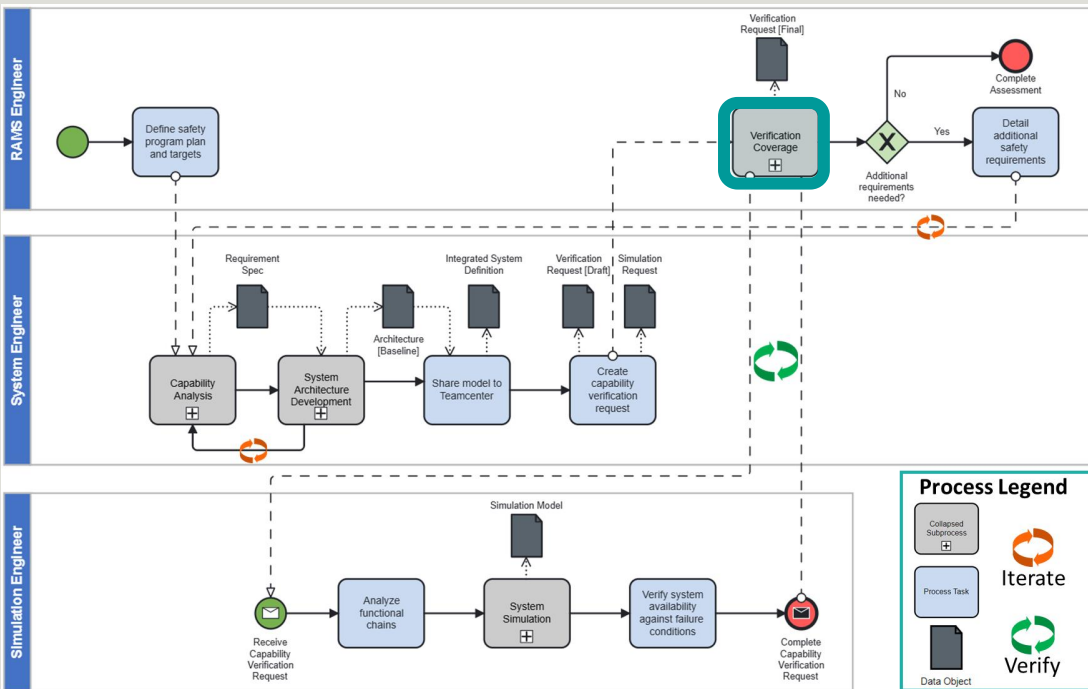 RAMS Engineer
Define safety
program plan
and targets
Verification
Request [Final]
Verification
Coverage
No
Complete
Assessment
Yes
Additional
requirements
needed?
Detail
additional
safety
requirements
System Engineer
Requirement
Spec
Architecture
[Baseline]
Integrated System
Definition
Verification
Request [Draft]
Simulation
Request
Capability
Analysis
System
Architecture
Development
Share model to
Teamcenter
Create
capability
verification
request
Simulation Engineer
Simulation Model
Receive
Capability
Verification
Request
Analyze
functional
chains
System
Simulation
Verify system
availability
against failure
conditions
Complete
Capability
Verification
Request
Process Legend
Collapsed
Subprocess
Iterate
Process Task
Verify
Data Object